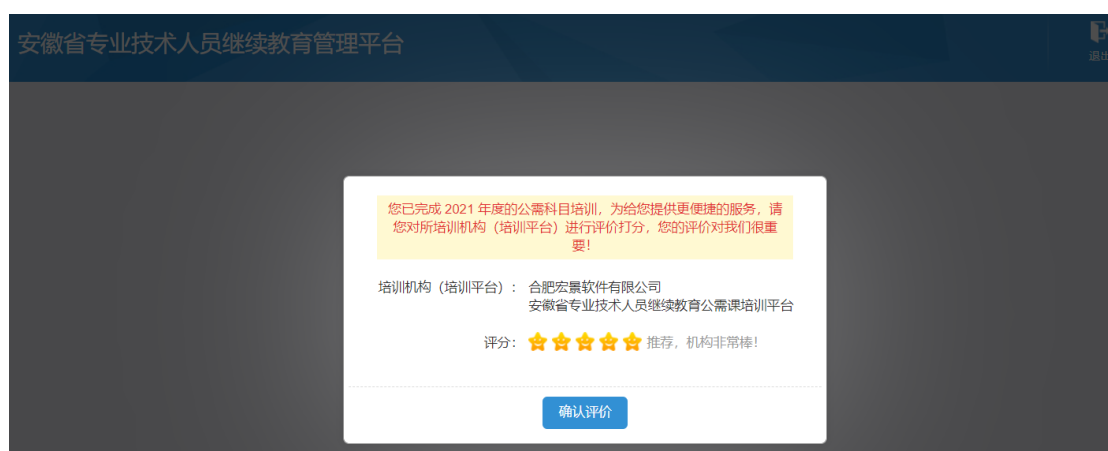 安徽省专业技术人员继续教育管理平台
退出
您已完成 2021 年度的公需科目培训，为给您提供更便捷的服务，请
您对所培训机构（培训平台）进行评价打分，您的评价对我们很重
要！
培训机构（培训平台）： 合肥宏景软件有限公司
安徽省专业技术人员继续教育公需课培训平台
评分： 推荐，机构非常棒！
确认评价